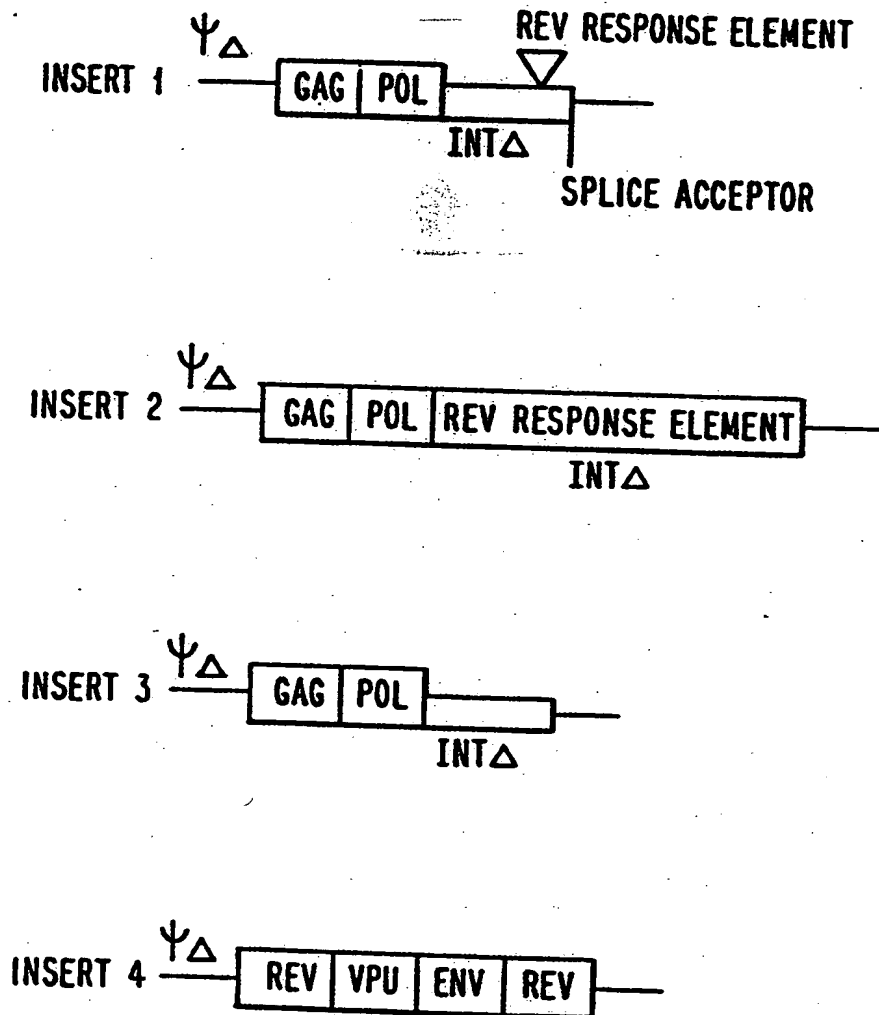 ΨΔ
REV RESPONSE ELEMENT
INSERT 1
GAG POL
INTΔ
SPLICE ACCEPTOR
ΨΔ
INSERT 2
GAG POL REV RESPONSE ELEMENT
INTΔ
ΨΔ
INSERT 3
GAG POL
INTΔ
ΨΔ
INSERT 4
REV VPU ENV REV